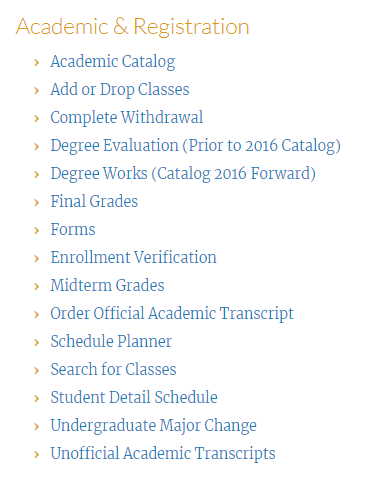 Academic & Registration
› Academic Catalog
› Add or Drop Classes
› Complete Withdrawal
› Degree Evaluation (Prior to 2016 Catalog)
› Degree Works (Catalog 2016 Forward)
› Final Grades
› Forms
› Enrollment Verification
› Midterm Grades
› Order Official Academic Transcript
› Schedule Planner
› Search for Classes
› Student Detail Schedule
› Undergraduate Major Change
› Unofficial Academic Transcripts